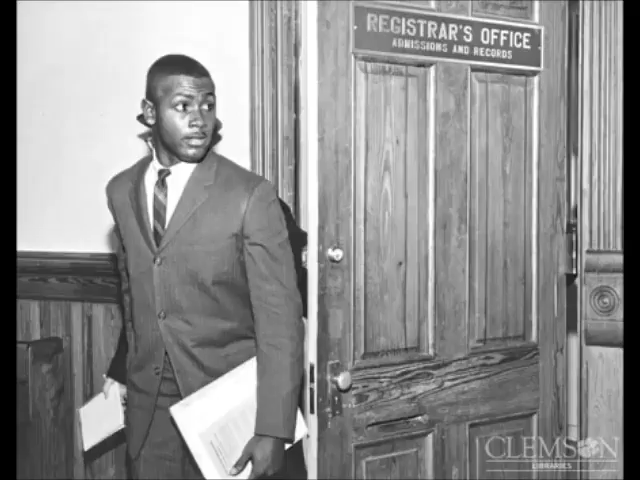 REGISTRAR'S OFFICE
ADMISSIONS AND RECORDS
CLEMSON
LIBRARIES